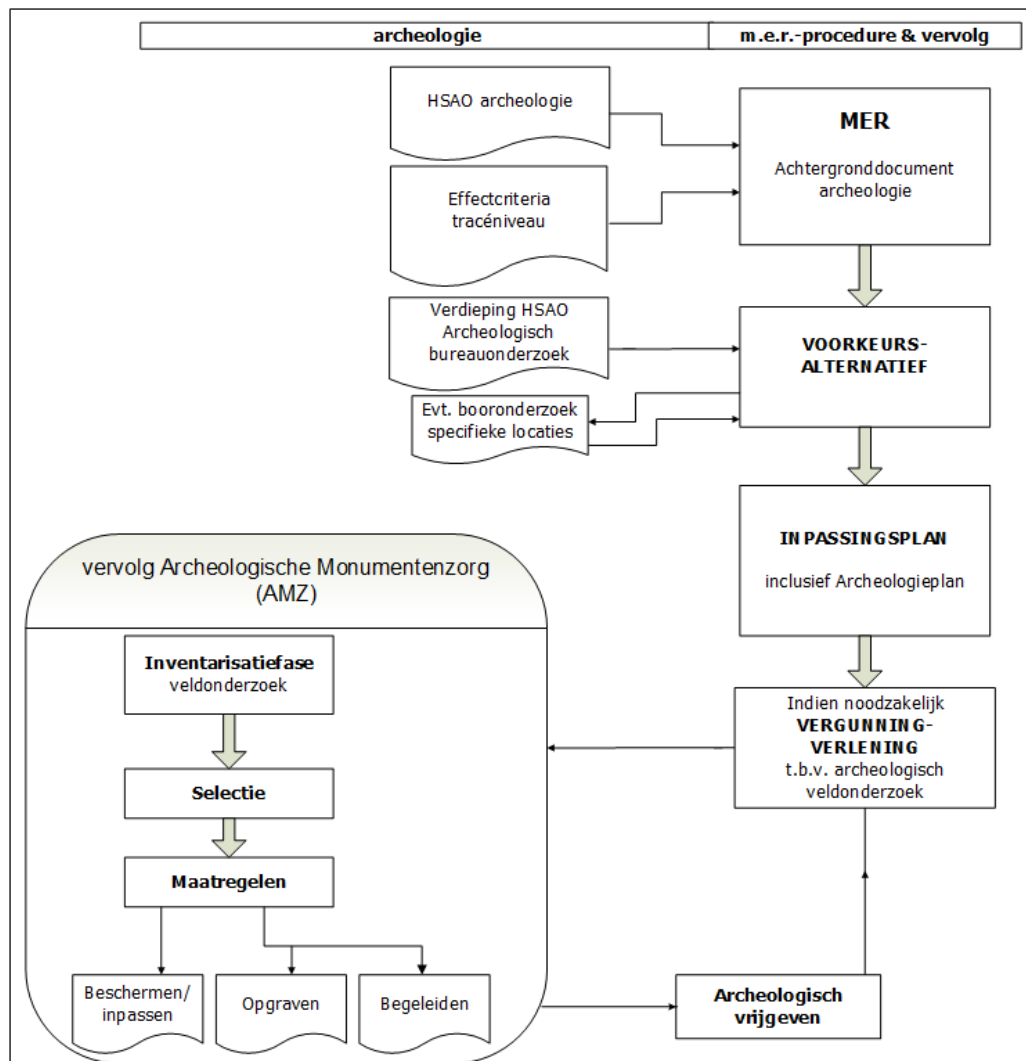 archeologie
m.e.r.-procedure & vervolg
HSAO archeologie
MER
Achtergronddocument
archeologie
Effectcriteria
tracéniveau
Verdieping HSAO
Archeologisch
bureauonderzoek
VOORKEURS-
ALTERNATIEF
Evt. booronderzoek
specifieke locaties
INPASSINGSPLAN
inclusief Archeologieplan
vervolg Archeologische Monumentenzorg
(AMZ)
Inventarisatiefase
veldonderzoek
Indien noodzakelijk
VERGUNNING-
VERLENING
t.b.v. archeologisch
veldonderzoek
Selectie
Maatregelen
Beschermen/
inpassen
Opgraven
Begeleiden
Archeologisch
vrijgeven